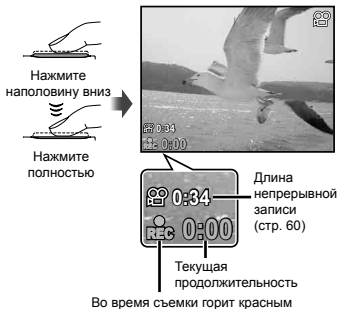 Нажмите
наполовину вниз
Нажмите
полностью
0:34
REC 0:00
0:34
REC 0:00
Длина
непрерывной
записи
(стр. 60)
Текущая
продолжительность
Во время съемки горит красным